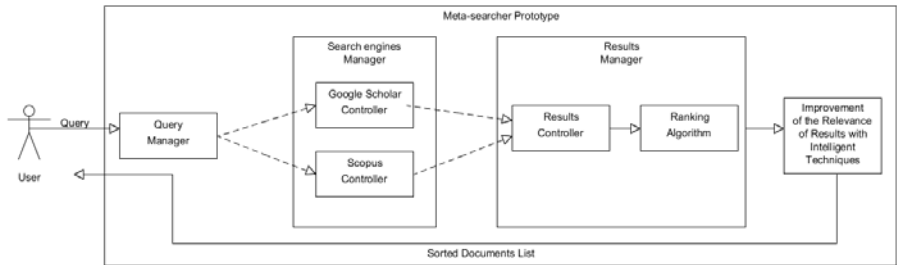 Meta-searcher Prototype
Search engines
Manager
Results
Manager
Google Scholar
Controller
Query
Query
Manager
Results
Controller
Ranking
Algorithm
Improvement
of the Relevance
of Results with
Intelligent
Techniques
Scopus
Controller
User
Sorted Documents List